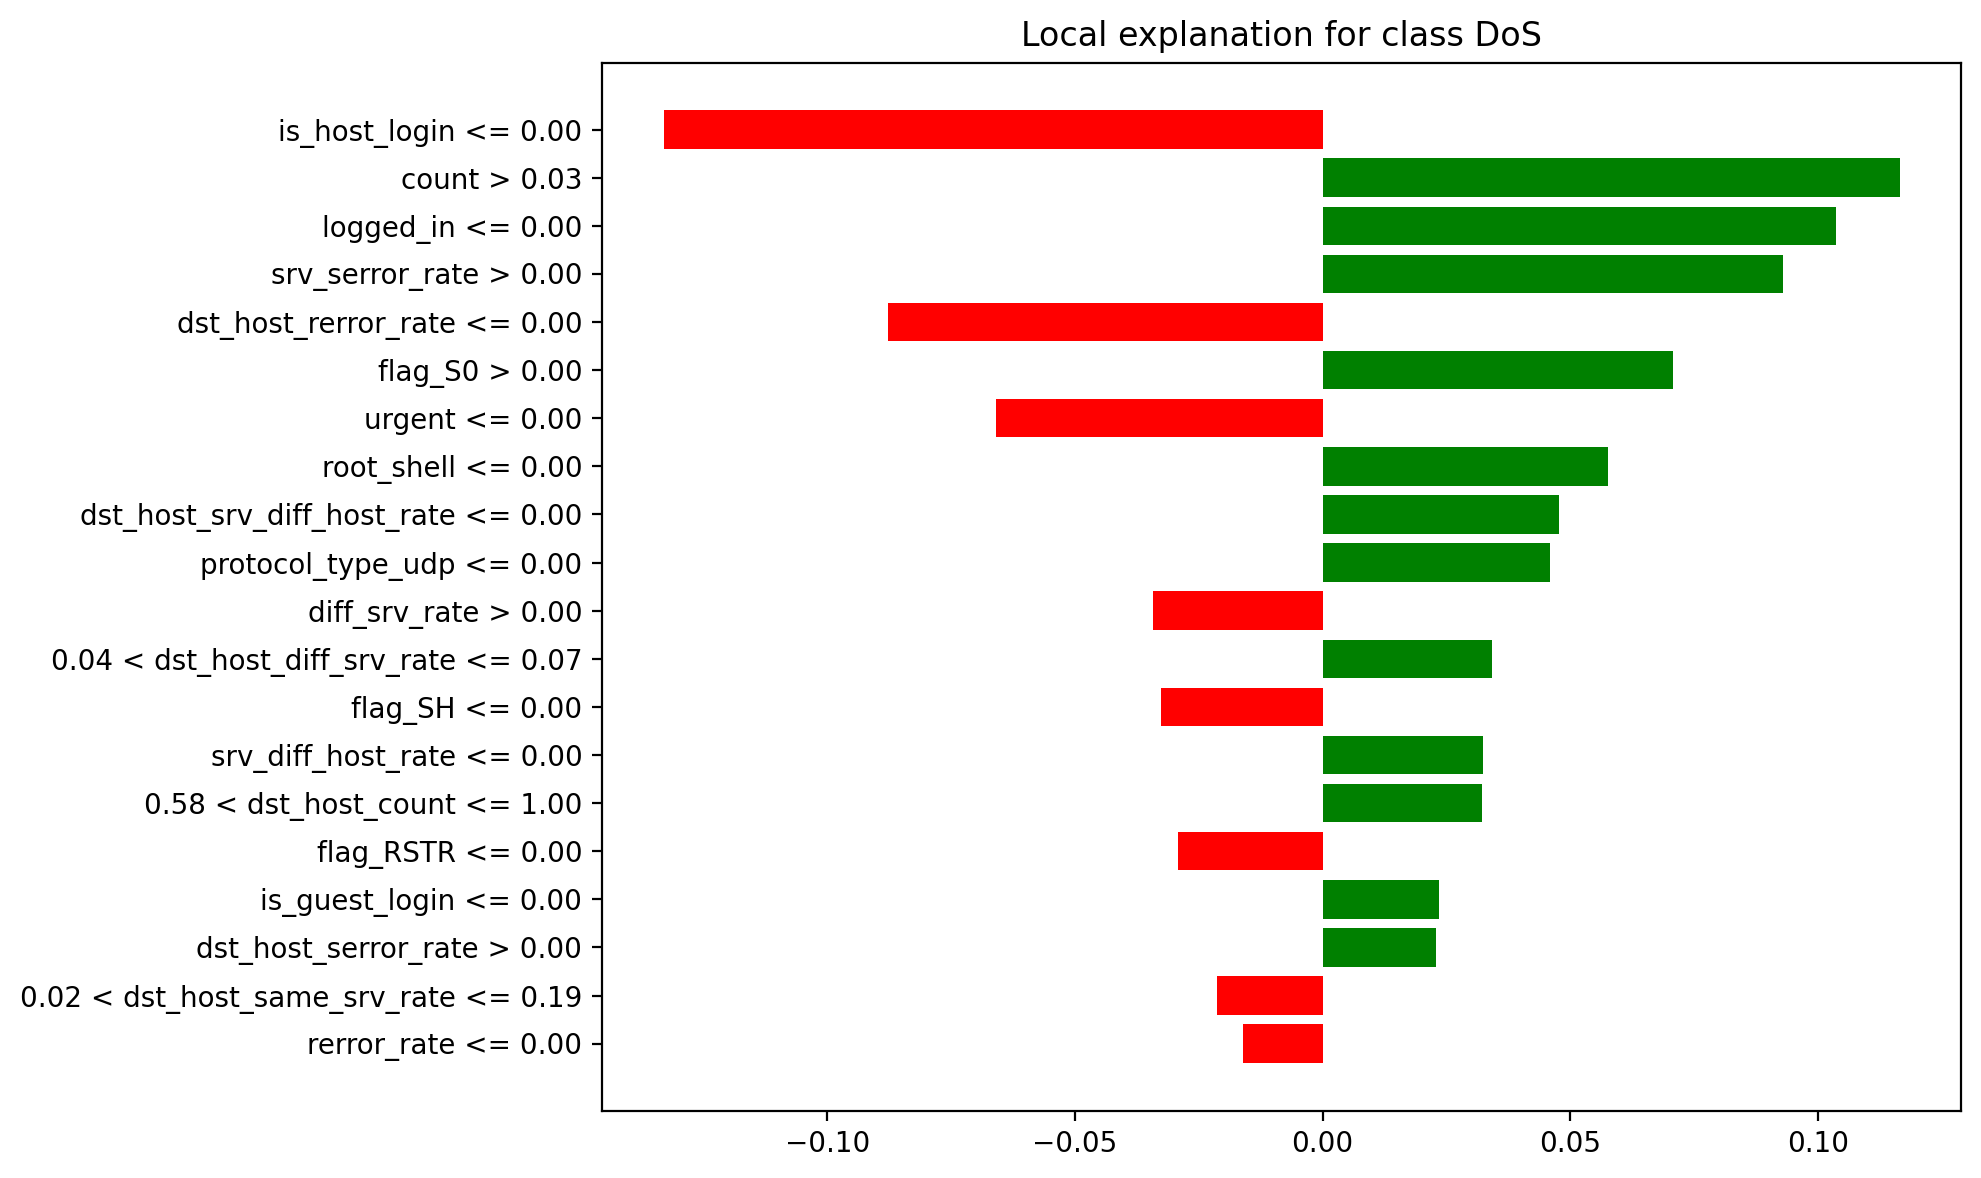 Local explanation for class DoS
is_host_login <= 0.00
count > 0.03
logged_in <= 0.00
srv_serror_rate > 0.00
dst_host_rerror_rate <= 0.00
flag_S0 > 0.00
urgent <= 0.00
root_shell <= 0.00
dst_host_srv_diff_host_rate <= 0.00
protocol_type_udp <= 0.00
diff_srv_rate > 0.00
0.04 < dst_host_diff_srv_rate <= 0.07
flag_SH <= 0.00
srv_diff_host_rate <= 0.00
0.58 < dst_host_count <= 1.00
flag_RSTR <= 0.00
is_guest_login <= 0.00
dst_host_serror_rate > 0.00
0.02 < dst_host_same_srv_rate <= 0.19
rerror_rate <= 0.00
−0.10 −0.05 0.00 0.05 0.10